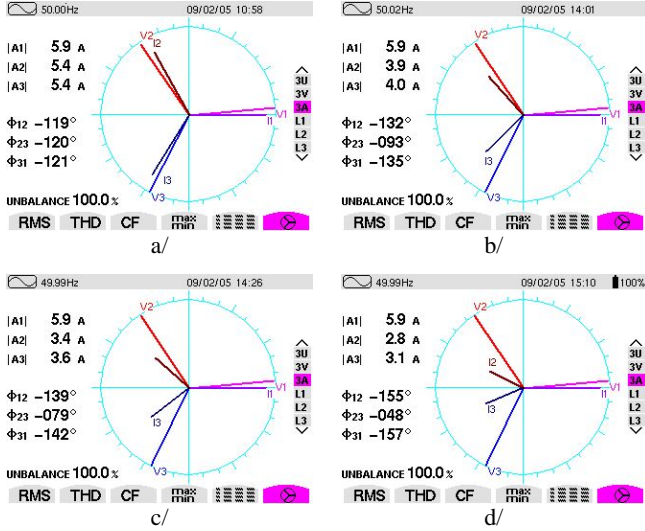 50.00Hz 09/02/05 10:58
V2
I2
|A1| 5.9 A
|A2| 5.4 A
|A3| 5.4 A
3U
3V
3A
L1
L2
L3
V1
I1
Φ12 -119°
Φ23 -120°
Φ31 -121°
I3
V3
UNBALANCE 100.0 %
RMS THD CF max min
a/
50.02Hz 09/02/05 14:01
V2
|A1| 5.9 A
|A2| 3.9 A
|A3| 4.0 A
3U
3V
3A
L1
L2
L3
V1
I1
Φ12 -132°
Φ23 -093°
Φ31 -135°
I3
V3
UNBALANCE 100.0 %
RMS THD CF max min
b/
49.99Hz 09/02/05 14:26
V2
|A1| 5.9 A
|A2| 3.4 A
|A3| 3.6 A
3U
3V
3A
L1
L2
L3
V1
I1
Φ12 -139°
Φ23 -079°
Φ31 -142°
I3
V3
UNBALANCE 100.0 %
RMS THD CF max min
c/
49.99Hz 09/02/05 15:10 100%
V2
|A1| 5.9 A
|A2| 2.8 A
|A3| 3.1 A
I2
3U
3V
3A
L1
L2
L3
V1
I1
Φ12 -155°
Φ23 -048°
Φ31 -157°
I3
V3
UNBALANCE 100.0 %
RMS THD CF max min
d/